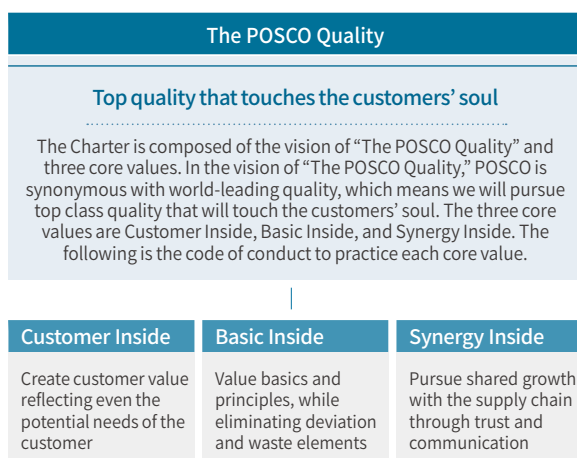 The POSCO Quality
Top quality that touches the customers’ soul
The Charter is composed of the vision of “The POSCO Quality” and
three core values. In the vision of “The POSCO Quality,” POSCO is
synonymous with world-leading quality, which means we will pursue
top class quality that will touch the customers’ soul. The three core
values are Customer Inside, Basic Inside, and Synergy Inside. The
following is the code of conduct to practice each core value.
Customer Inside
Create customer value
reflecting even the
potential needs of the
customer
Basic Inside
Value basics and
principles, while
eliminating deviation
and waste elements
Synergy Inside
Pursue shared growth
with the supply chain
through trust and
communication